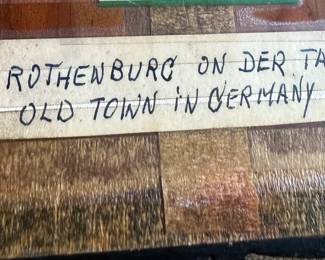 ROTHENBURG ON DER TA
OLD TOWN IN GERMANY